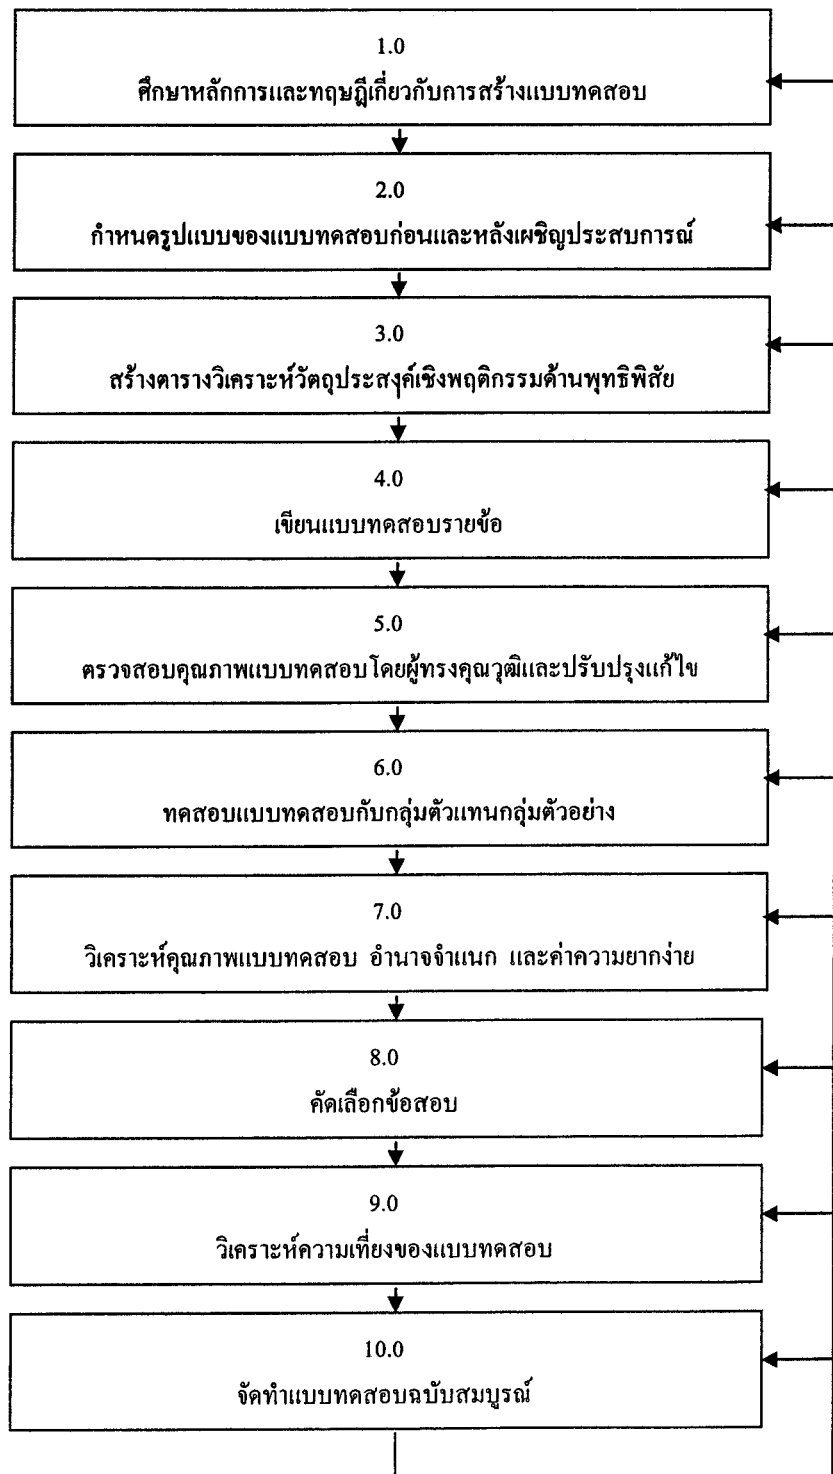 1.0
ศึกษาหลักการและทฤษฎีเกี่ยวกับการสร้างแบบทดสอบ
2.0
กำหนดรูปแบบของแบบทดสอบก่อนและหลังเผชิญประสบการณ์
3.0
สร้างตารางวิเคราะห์วัตถุประสงค์เชิงพฤติกรรมด้านพุทธิพิสัย
4.0
เขียนแบบทดสอบรายข้อ
5.0
ตรวจสอบคุณภาพแบบทดสอบโดยผู้ทรงคุณวุฒิและปรับปรุงแก้ไข
6.0
ทดสอบแบบทดสอบกับกลุ่มตัวแทนกลุ่มตัวอย่าง
7.0
วิเคราะห์คุณภาพแบบทดสอบ อำนาจจำแนก และค่าความยากง่าย
8.0
คัดเลือกข้อสอบ
9.0
วิเคราะห์ความเที่ยงของแบบทดสอบ
10.0
จัดทำแบบทดสอบฉบับสมบูรณ์